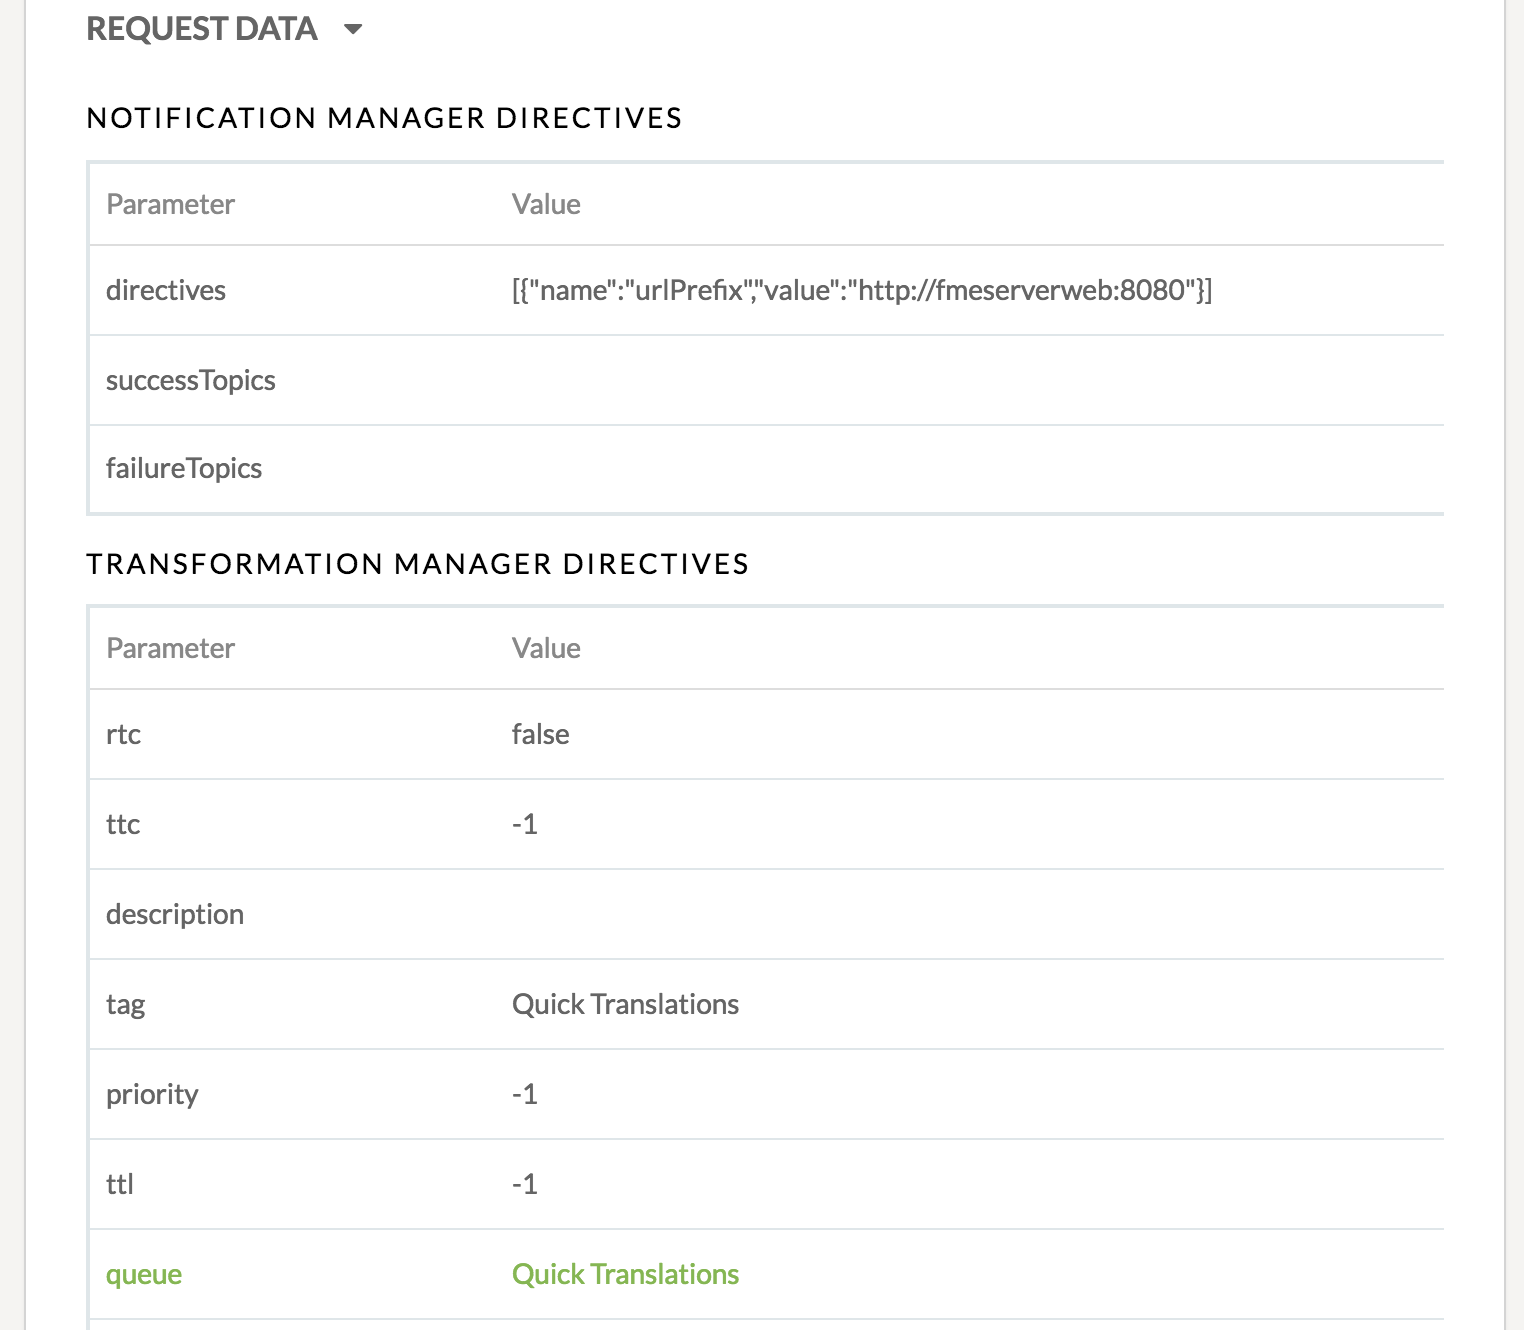 REQUEST DATA
NOTIFICATION MANAGER DIRECTIVES
Parameter Value
directives [{"name":"urlPrefix","value":"http://fmeserverweb:8080"}]
successTopics
failureTopics
TRANSFORMATION MANAGER DIRECTIVES
Parameter Value
rtc false
ttc -1
description
tag Quick Translations
priority -1
ttl -1
queue Quick Translations